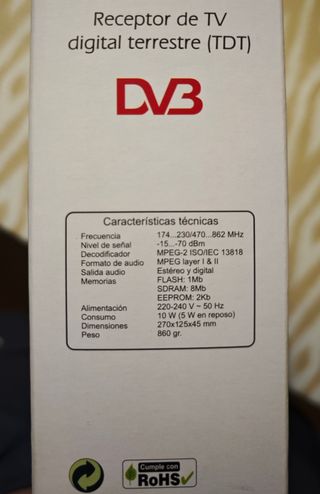 Receptor de TV
digital terrestre (TDT)
DVB
Características técnicas
Frecuencia 174...230/470...862 MHz
Nivel de señal -15...-70 dBm
Decodificador MPEG-2 ISO/IEC 13818
Formato de audio MPEG layer I & II
Salida audio Estéreo y digital
Memorias FLASH: 1Mb
SDRAM: 8Mb
EEPROM: 2Kb
Alimentación 220-240 V ~ 50 Hz
Consumo 10 W (5 W en reposo)
Dimensiones 270x125x45 mm
Peso 860 gr.
Cumple con
RoHS